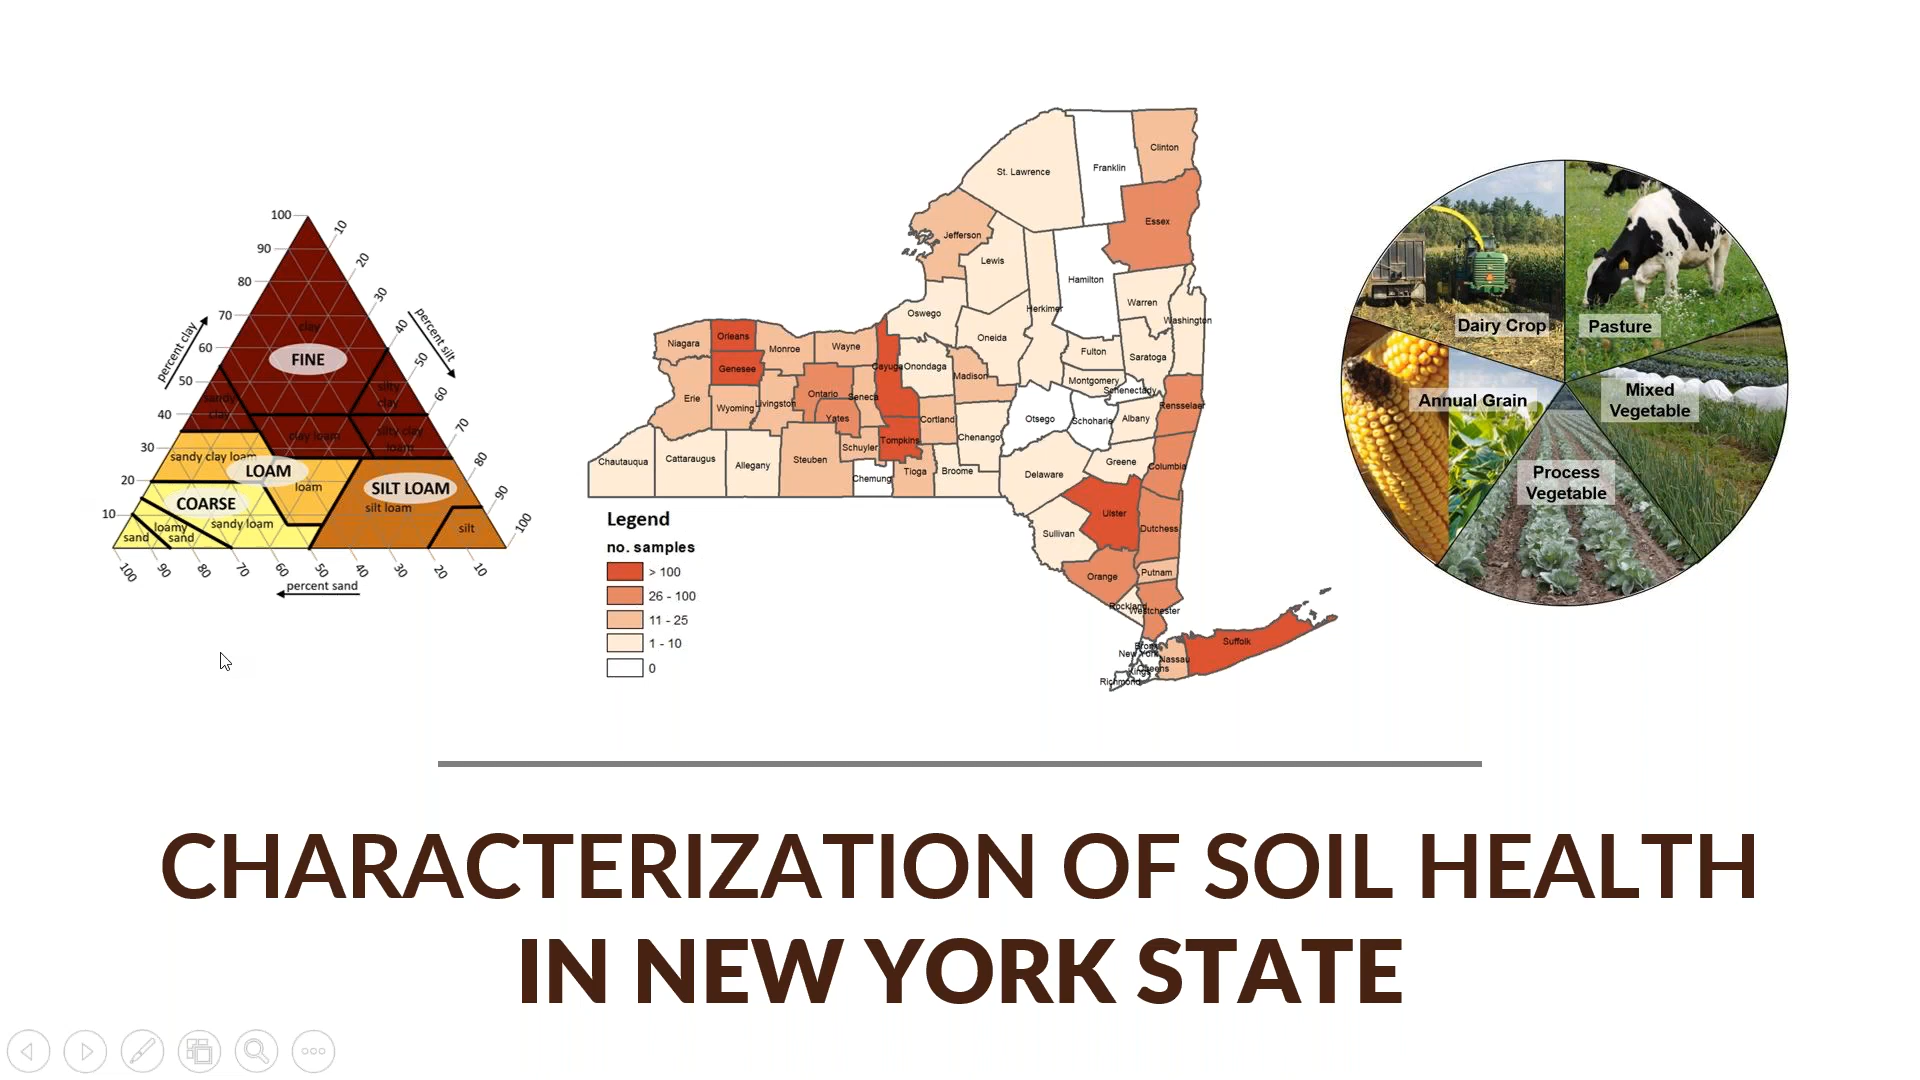 100
90
80
70
60
50
40
30
20
10
percent clay
10
20
30
40
50
60
70
80
90
100
percent silt
100
90
80
70
60
50
40
30
20
10
percent sand
clay
FINE
silty
clay
sandy
clay
clay loam
silty clay
loam
sandy clay loam
LOAM
loam
SILT LOAM
silt loam
COARSE
sandy loam
silt
sand
loamy
sand
Clinton
Franklin
St. Lawrence
Essex
Jefferson
Lewis
Hamilton
Herkimer
Warren
Washington
Oswego
Oneida
Fulton
Saratoga
Niagara
Orleans
Monroe
Wayne
Genesee
Cayuga
Onondaga
Madison
Montgomery
Schenectady
Erie
Wyoming
Livingston
Ontario
Seneca
Yates
Cortland
Chenango
Otsego
Schoharie
Albany
Rensselaer
Tompkins
Schuyler
Chautauqua
Cattaraugus
Allegany
Steuben
Chemung
Tioga
Broome
Delaware
Greene
Columbia
Ulster
Sullivan
Dutchess
Orange
Putnam
Rockland
Westchester
Bronx
New York
Queens
Kings
Nassau
Richmond
Suffolk
Legend
no. samples
> 100
26 - 100
11 - 25
1 - 10
0
Dairy Crop
Pasture
Annual Grain
Mixed
Vegetable
Process
Vegetable
CHARACTERIZATION OF SOIL HEALTH
IN NEW YORK STATE